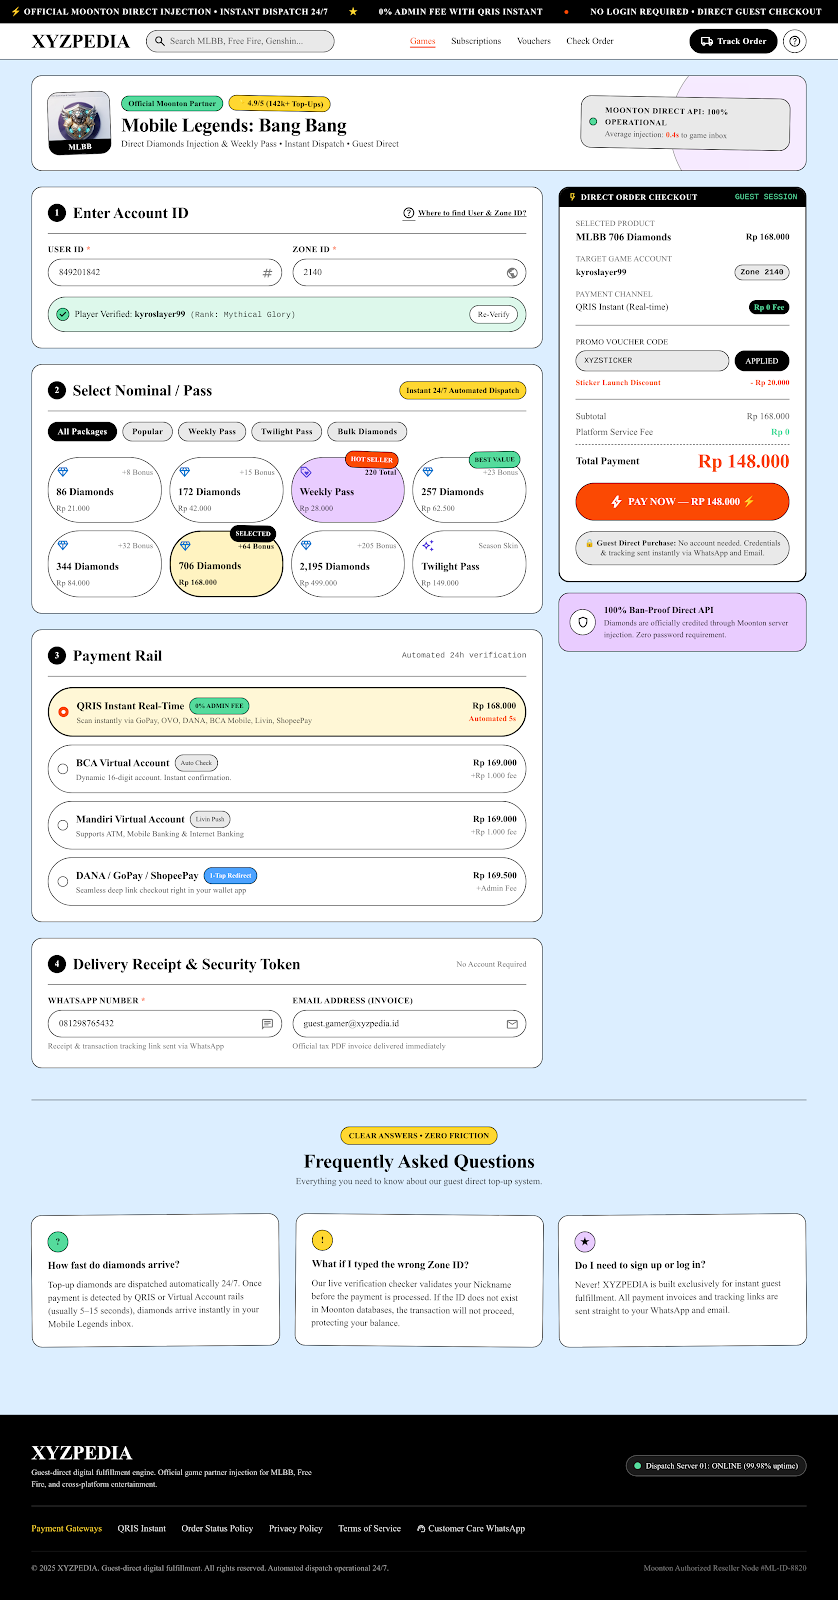 ⚡ OFFICIAL MOONTON DIRECT INJECTION • INSTANT DISPATCH 24/7 ★ 0% ADMIN FEE WITH QRIS INSTANT • NO LOGIN REQUIRED • DIRECT GUEST CHECKOUT
XYZPEDIA
Search MLBB, Free Fire, Genshin...
Games Subscriptions Vouchers Check Order
Track Order
MLBB
Official Moonton Partner
4.9/5 (142k+ Top-Ups)
Mobile Legends: Bang Bang
Direct Diamonds Injection & Weekly Pass • Instant Dispatch • Guest Direct
MOONTON DIRECT API: 100%
OPERATIONAL
Average injection: 0.4s to game inbox
1 Enter Account ID
Where to find User & Zone ID?
USER ID *
849201842 #
ZONE ID *
2140
Player Verified: kyroslayer99 (Rank: Mythical Glory)
Re-Verify
2 Select Nominal / Pass
Instant 24/7 Automated Dispatch
All Packages Popular Weekly Pass Twilight Pass Bulk Diamonds
+8 Bonus
86 Diamonds
Rp 21.000
+15 Bonus
172 Diamonds
Rp 42.000
HOT SELLER
220 Total
Weekly Pass
Rp 28.000
BEST VALUE
+23 Bonus
257 Diamonds
Rp 62.500
+32 Bonus
344 Diamonds
Rp 84.000
SELECTED
+64 Bonus
706 Diamonds
Rp 168.000
+205 Bonus
2,195 Diamonds
Rp 499.000
Season Skin
Twilight Pass
Rp 149.000
3 Payment Rail
Automated 24h verification
QRIS Instant Real-Time 0% ADMIN FEE
Scan instantly via GoPay, OVO, DANA, BCA Mobile, Livin, ShopeePay
Rp 168.000
Automated 5s
BCA Virtual Account Auto Check
Dynamic 16-digit account. Instant confirmation.
Rp 169.000
+Rp 1.000 fee
Mandiri Virtual Account Livin Push
Supports ATM, Mobile Banking & Internet Banking
Rp 169.000
+Rp 1.000 fee
DANA / GoPay / ShopeePay 1-Tap Redirect
Seamless deep link checkout right in your wallet app
Rp 169.500
+Admin Fee
4 Delivery Receipt & Security Token
No Account Required
WHATSAPP NUMBER *
081298765432
Receipt & transaction tracking link sent via WhatsApp
EMAIL ADDRESS (INVOICE)
guest.gamer@xyzpedia.id
Official tax PDF invoice delivered immediately
DIRECT ORDER CHECKOUT
GUEST SESSION
SELECTED PRODUCT
MLBB 706 Diamonds Rp 168.000
TARGET GAME ACCOUNT
kyroslayer99 Zone 2140
PAYMENT CHANNEL
QRIS Instant (Real-time) Rp 0 Fee
PROMO VOUCHER CODE
XYZSTICKER APPLIED
Sticker Launch Discount - Rp 20.000
Subtotal Rp 168.000
Platform Service Fee Rp 0
Total Payment Rp 148.000
PAY NOW — RP 148.000 ⚡
🔒 Guest Direct Purchase: No account needed. Credentials
& tracking sent instantly via WhatsApp and Email.
100% Ban-Proof Direct API
Diamonds are officially credited through Moonton server
injection. Zero password requirement.
CLEAR ANSWERS • ZERO FRICTION
Frequently Asked Questions
Everything you need to know about our guest direct top-up system.
?
How fast do diamonds arrive?
Top-up diamonds are dispatched automatically 24/7. Once
payment is detected by QRIS or Virtual Account rails
(usually 5–15 seconds), diamonds arrive instantly in your
Mobile Legends inbox.
!
What if I typed the wrong Zone ID?
Our live verification checker validates your Nickname
before the payment is processed. If the ID does not exist
in Moonton databases, the transaction will not proceed,
protecting your balance.
★
Do I need to sign up or log in?
Never! XYZPEDIA is built exclusively for instant guest
fulfillment. All payment invoices and tracking links are
sent straight to your WhatsApp and email.
XYZPEDIA
Guest-direct digital fulfillment engine. Official game partner injection for MLBB, Free
Fire, and cross-platform entertainment.
Dispatch Server 01: ONLINE (99.98% uptime)
Payment Gateways QRIS Instant Order Status Policy Privacy Policy Terms of Service Customer Care WhatsApp
© 2025 XYZPEDIA. Guest-direct digital fulfillment. All rights reserved. Automated dispatch operational 24/7.
Moonton Authorized Reseller Node #ML-ID-8820